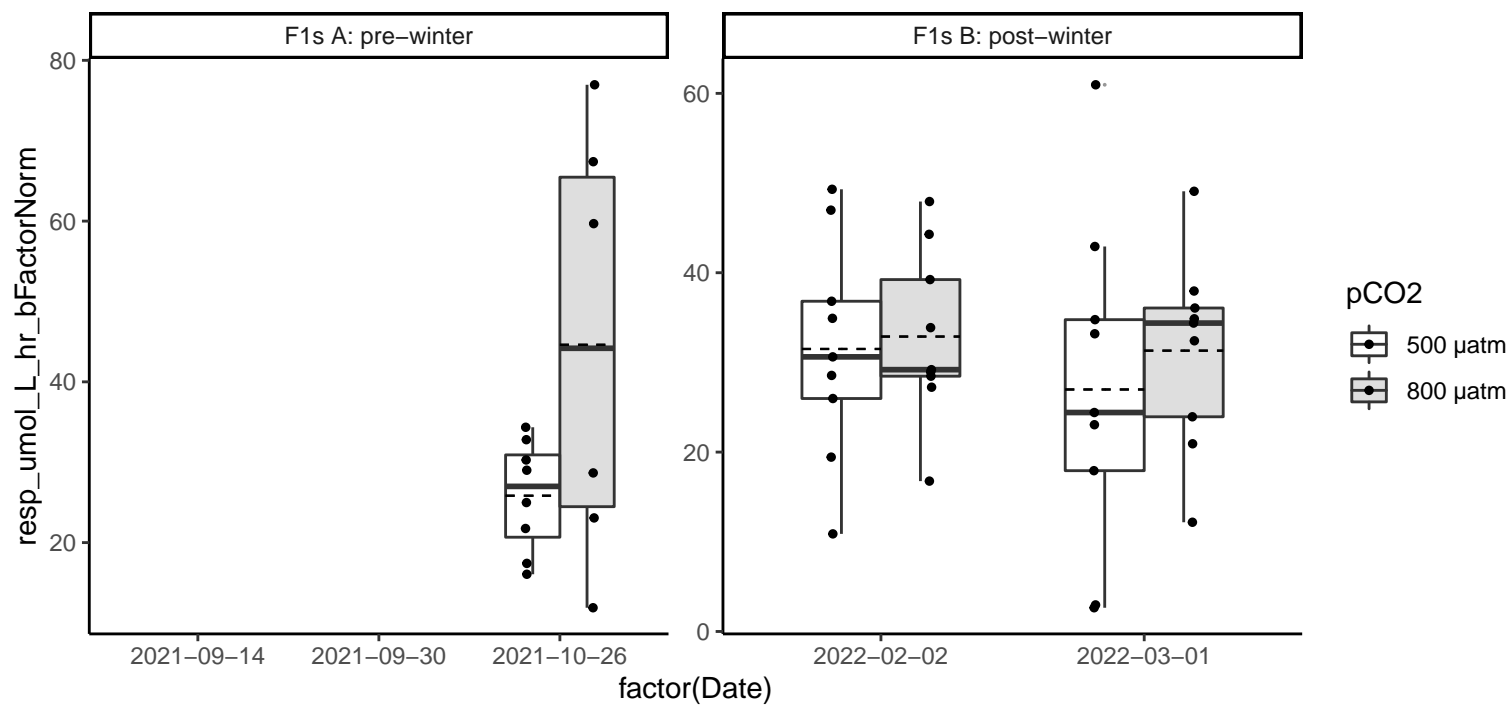 F1s A: pre−winter
F1s B: post−winter
resp_umol_L_hr_bFactorNorm
80
60
40
20
60
40
20
0
2021−09−14
2021−09−30
2021−10−26
2022−02−02
2022−03−01
factor(Date)
pCO2
500 µatm
800 µatm